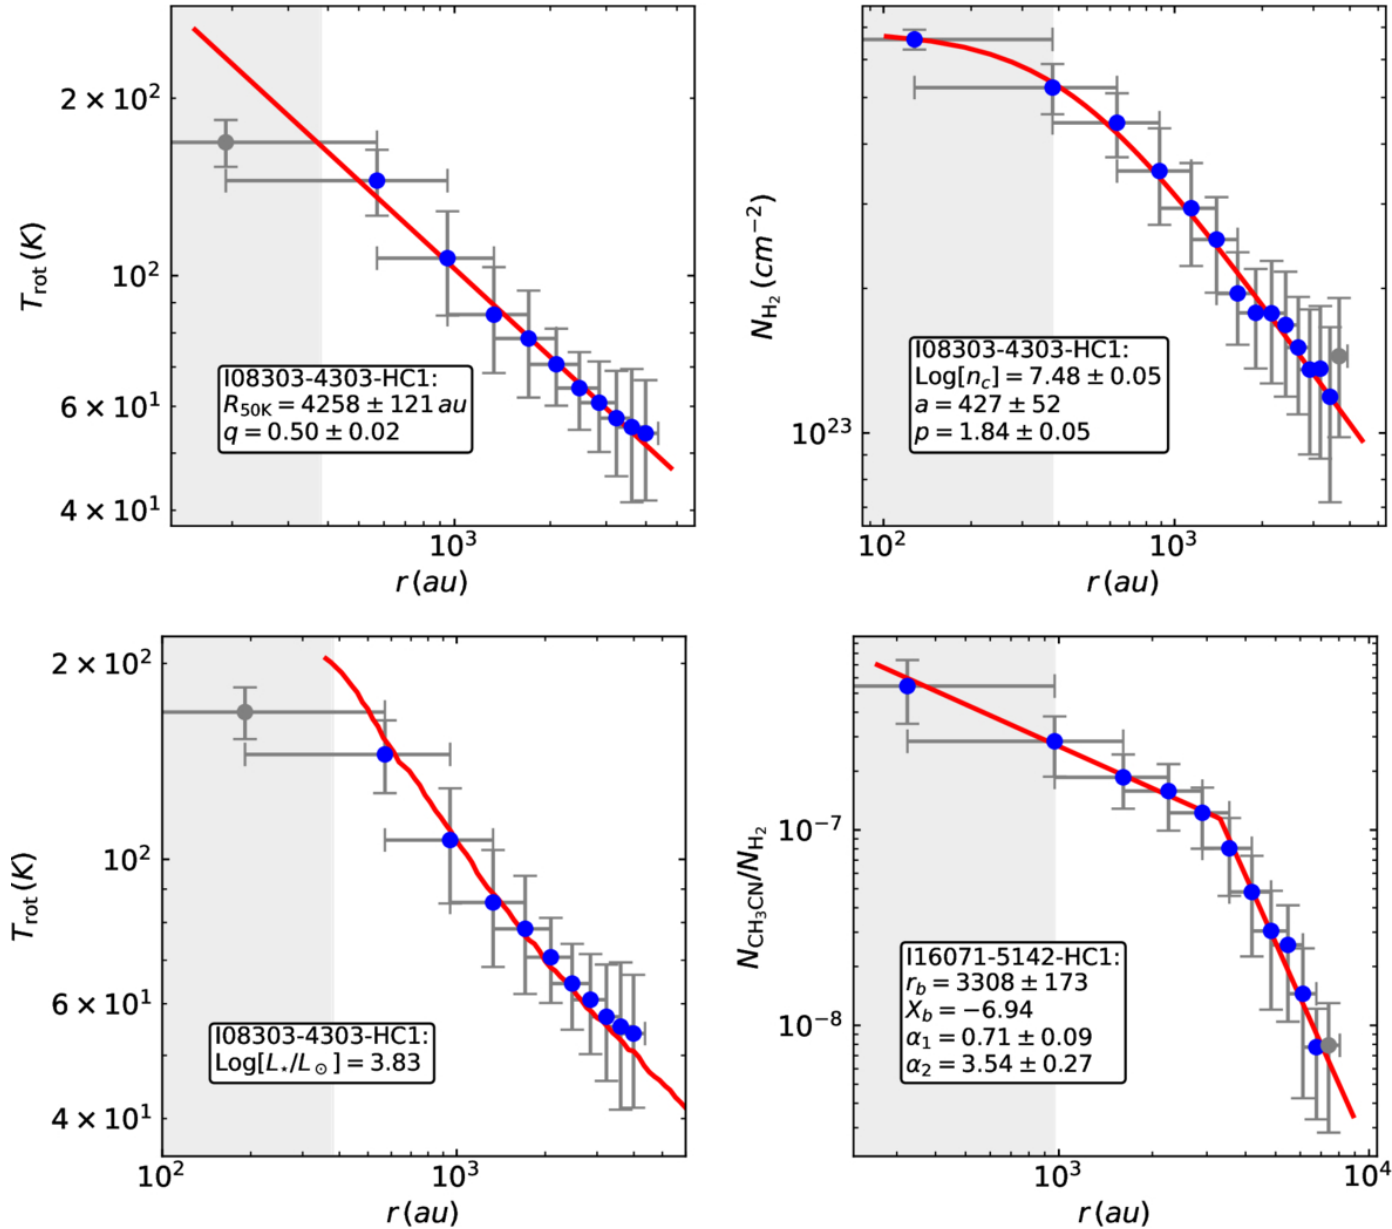 2 × 10²
10²
6 × 10¹
4 × 10¹
T_rot (K)
I08303-4303-HC1:
R_50K = 4258 ± 121 au
q = 0.50 ± 0.02
10³
r (au)
10²³
N_H₂ (cm⁻²)
I08303-4303-HC1:
Log[n_c] = 7.48 ± 0.05
a = 427 ± 52
p = 1.84 ± 0.05
10² 10³
r (au)
2 × 10²
10²
6 × 10¹
4 × 10¹
T_rot (K)
I08303-4303-HC1:
Log[L⋆/L⊙] = 3.83
10² 10³
r (au)
10⁻⁷
10⁻⁸
N_CH₃CN/N_H₂
I16071-5142-HC1:
r_b = 3308 ± 173
X_b = −6.94
α₁ = 0.71 ± 0.09
α₂ = 3.54 ± 0.27
10³ 10⁴
r (au)